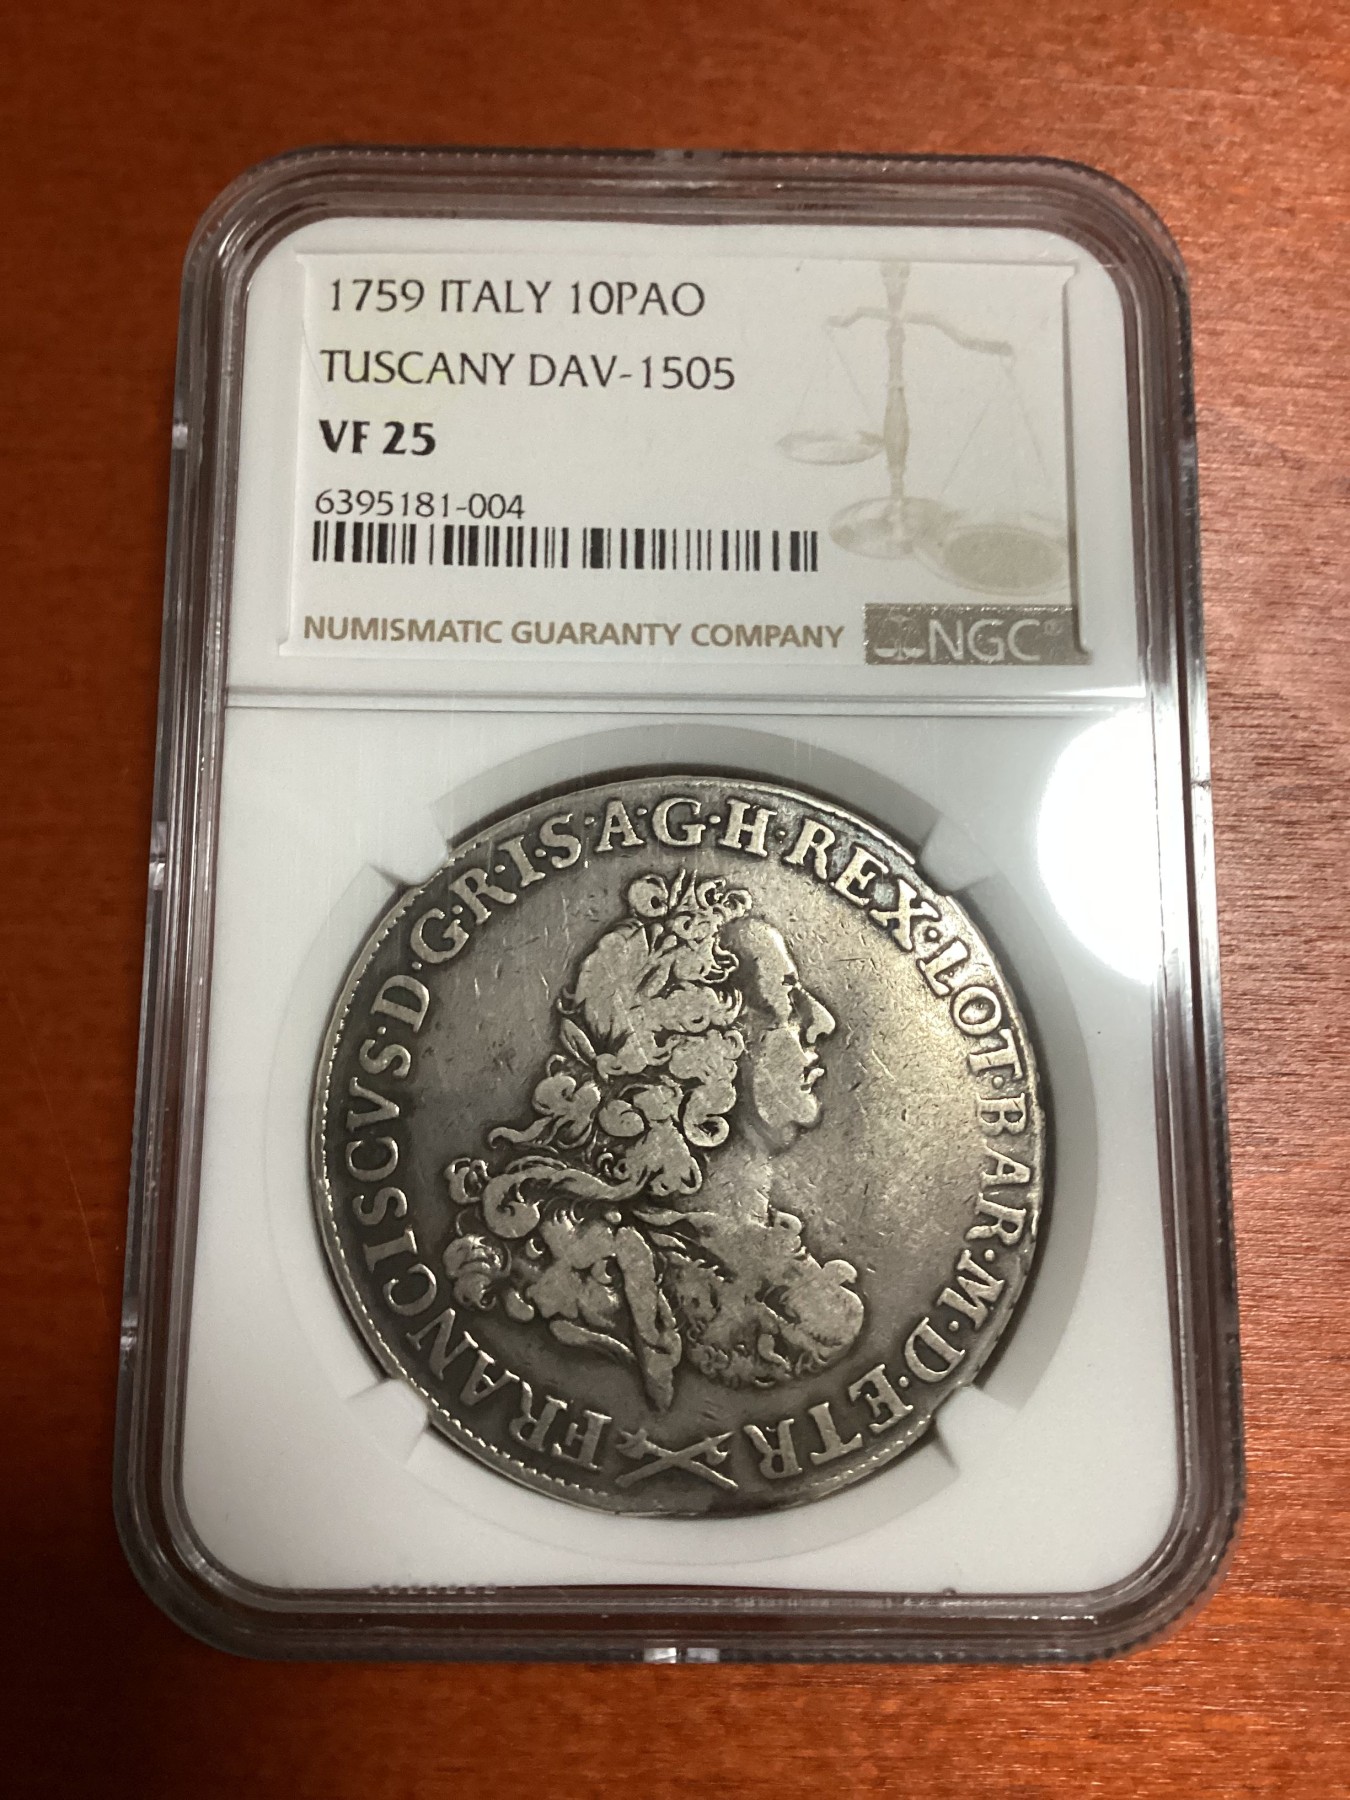 1759 ITALY 10PAO
TUSCANY DAV-1505
VF 25
6395181-004
NUMISMATIC GUARANTY COMPANY NGC®
FRANCISCVS·D·G·R·I·S·A·G·H·REX·LOT·BAR·M·D·ETR